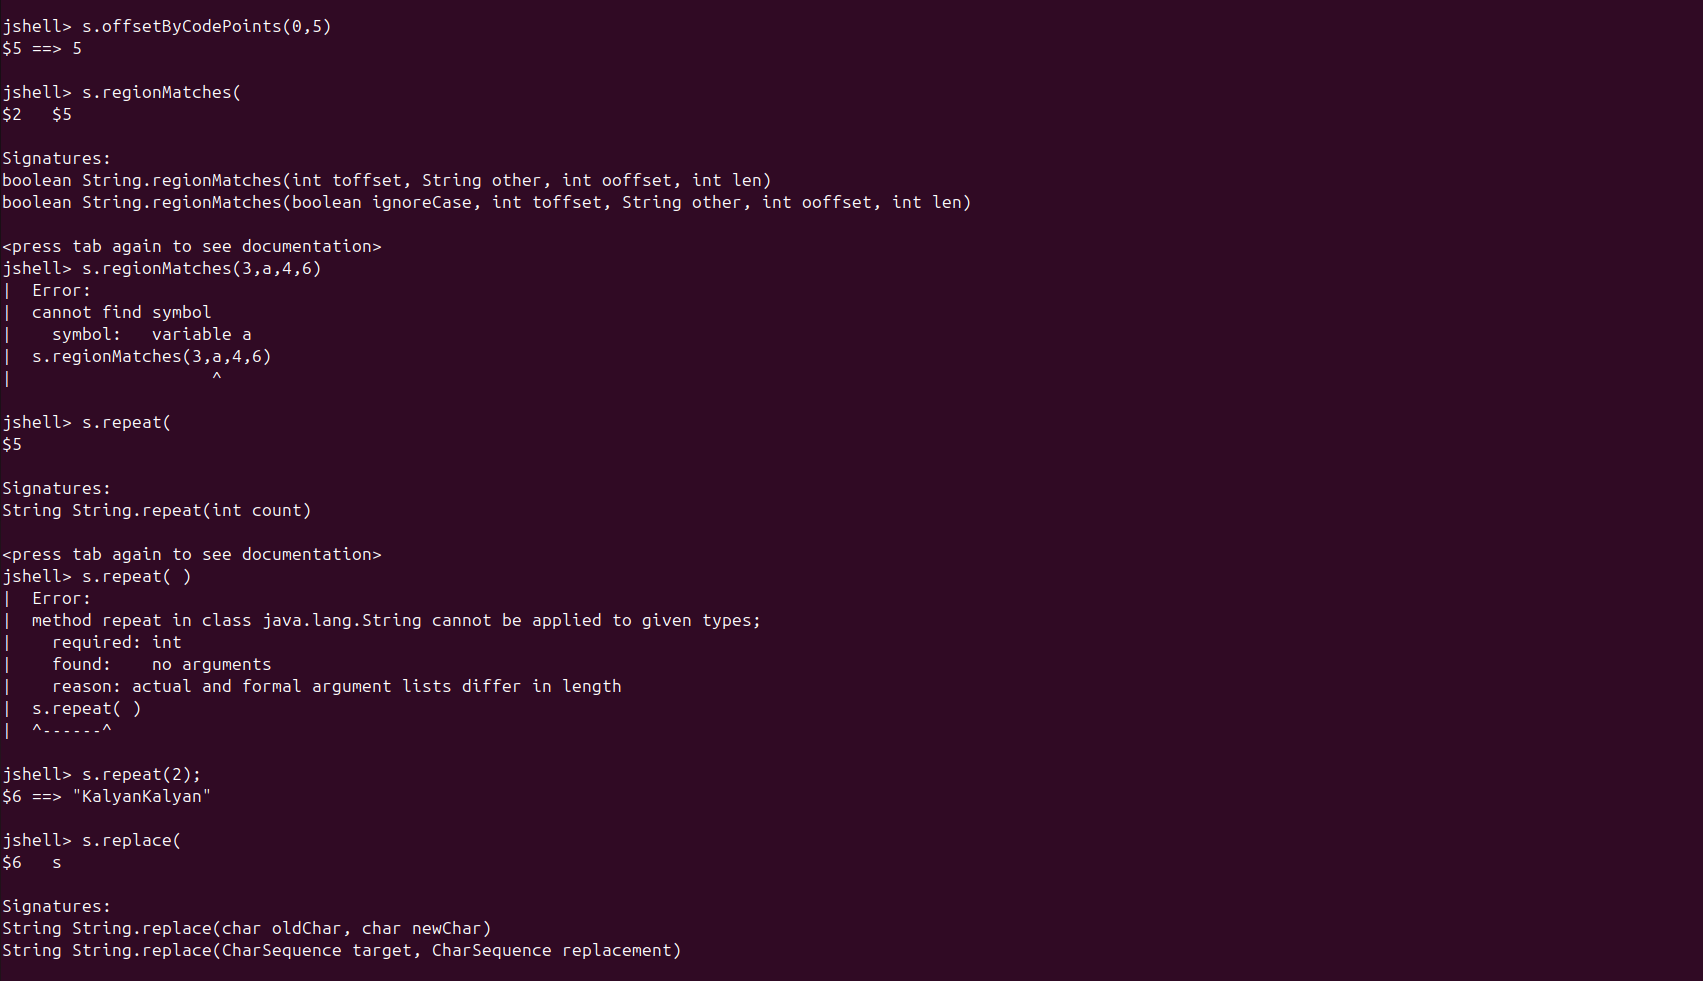 jshell> s.offsetByCodePoints(0,5)
$5 ==> 5
jshell> s.regionMatches(
$2   $5
Signatures:
boolean String.regionMatches(int toffset, String other, int ooffset, int len)
boolean String.regionMatches(boolean ignoreCase, int toffset, String other, int ooffset, int len)
<press tab again to see documentation>
jshell> s.regionMatches(3,a,4,6)
|  Error:
|  cannot find symbol
|    symbol:   variable a
|  s.regionMatches(3,a,4,6)
|                    ^
jshell> s.repeat(
$5
Signatures:
String String.repeat(int count)
<press tab again to see documentation>
jshell> s.repeat( )
|  Error:
|  method repeat in class java.lang.String cannot be applied to given types;
|    required: int
|    found:    no arguments
|    reason: actual and formal argument lists differ in length
|  s.repeat( )
|  ^------^
jshell> s.repeat(2);
$6 ==> "KalyanKalyan"
jshell> s.replace(
$6   s
Signatures:
String String.replace(char oldChar, char newChar)
String String.replace(CharSequence target, CharSequence replacement)